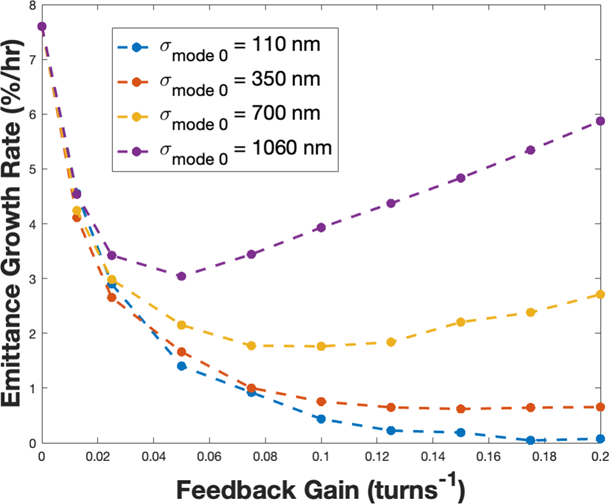 Emittance Growth Rate (%/hr)
8
7
6
5
4
3
2
1
0
σmode 0 = 110 nm
σmode 0 = 350 nm
σmode 0 = 700 nm
σmode 0 = 1060 nm
0 0.02 0.04 0.06 0.08 0.1 0.12 0.14 0.16 0.18 0.2
Feedback Gain (turns-1)